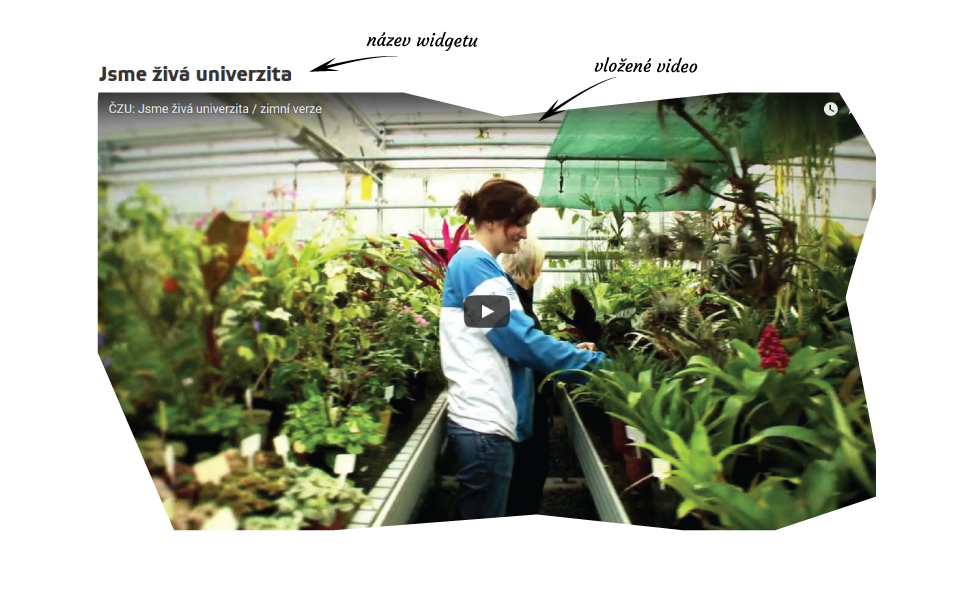 název widgetu
vložené video
Jsme živá univerzita
ČZU: Jsme živá univerzita / zimní verze